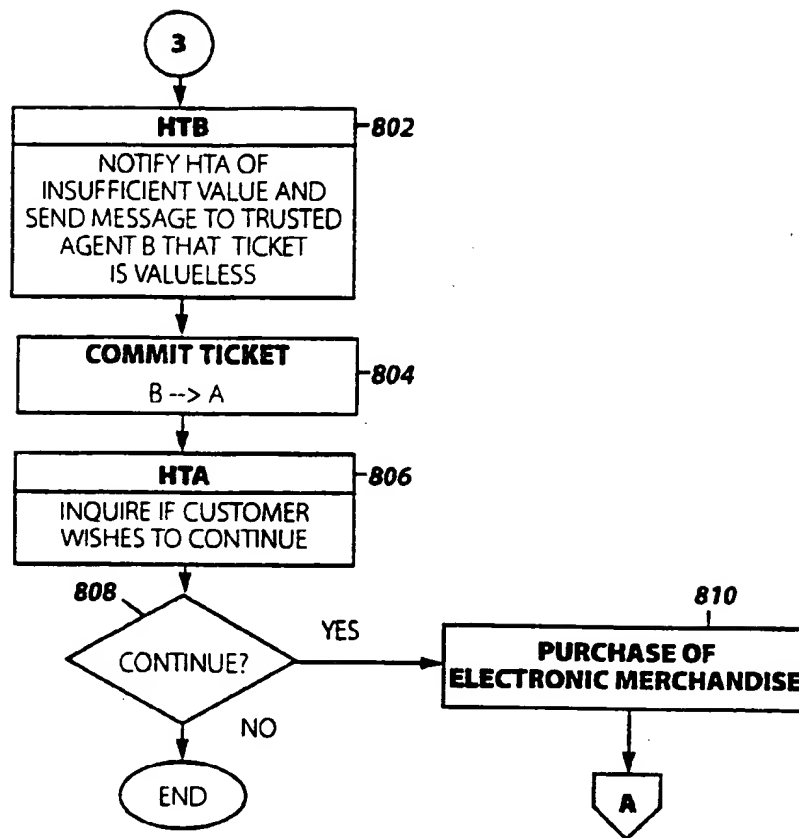 3
HTB
802
NOTIFY HTA OF
INSUFFICIENT VALUE AND
SEND MESSAGE TO TRUSTED
AGENT B THAT TICKET
IS VALUELESS
COMMIT TICKET
804
B --> A
HTA
806
INQUIRE IF CUSTOMER
WISHES TO CONTINUE
808
CONTINUE?
YES
NO
END
810
PURCHASE OF
ELECTRONIC MERCHANDISE
A